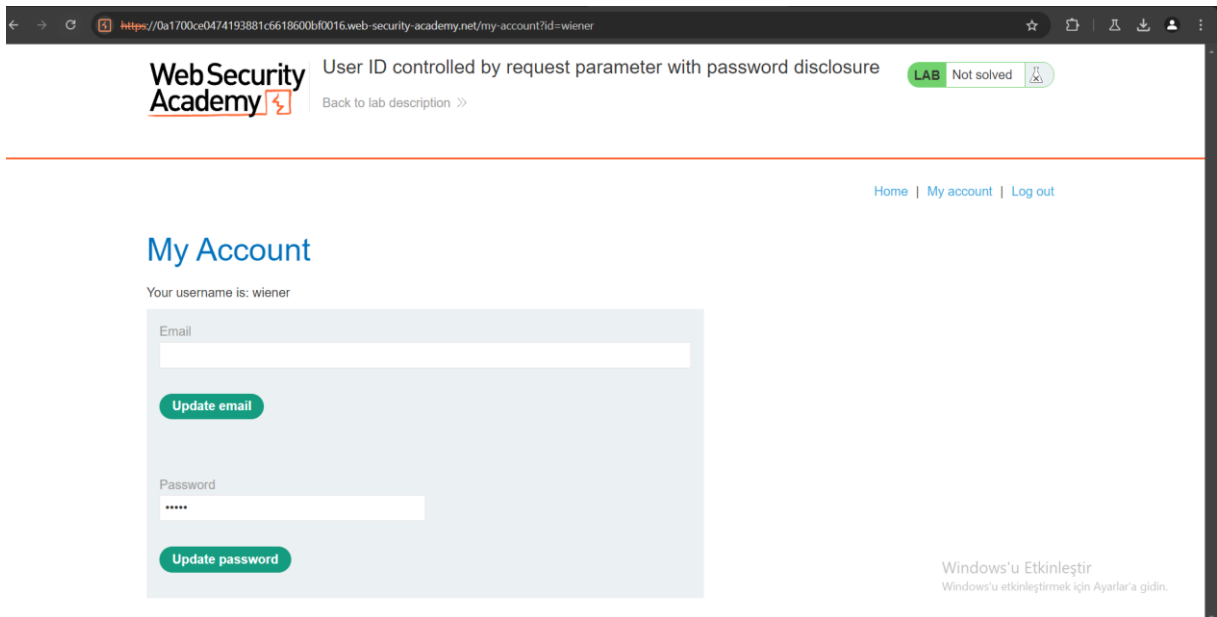 https://0a1700ce0474193881c6618600bf0016.web-security-academy.net/my-account?id=wiener
Web Security
Academy
User ID controlled by request parameter with password disclosure
Back to lab description >>
LAB Not solved
Home | My account | Log out
My Account
Your username is: wiener
Email
Update email
Password
•••••
Update password
Windows'u Etkinleştir
Windows'u etkinleştirmek için Ayarlar'a gidin.